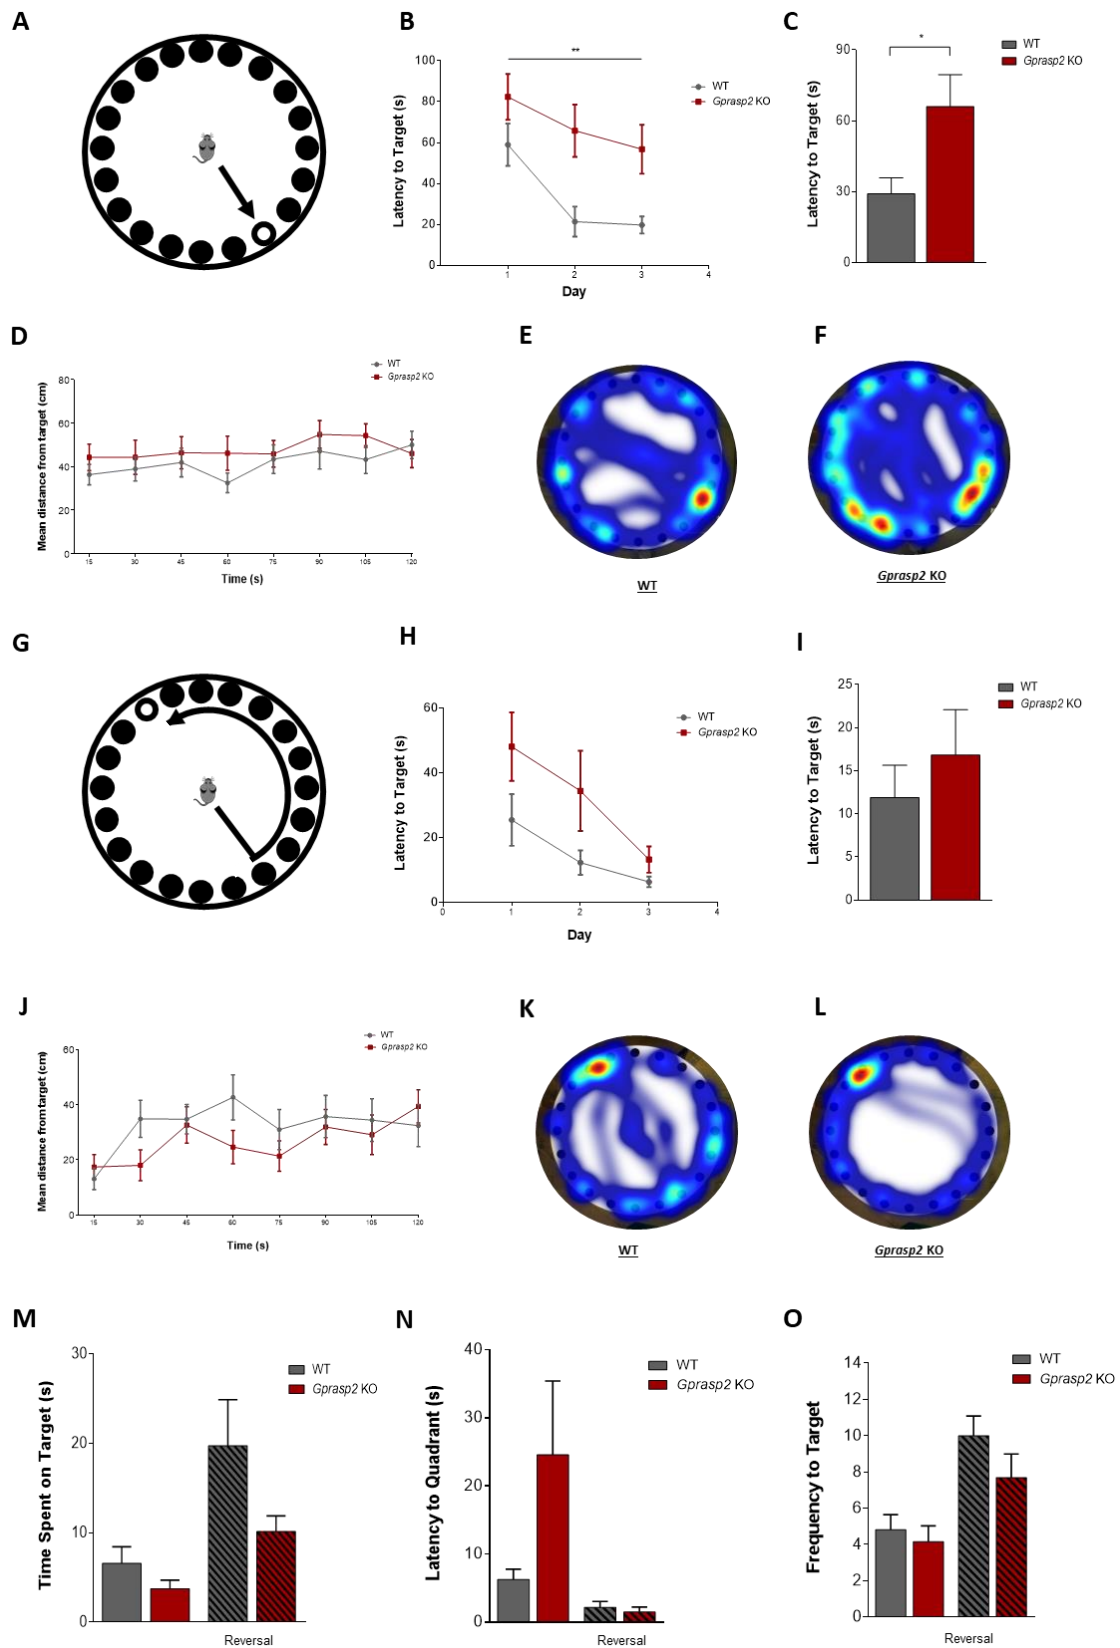 A
B
**
WT
Gprasp2 KO
Latency to Target (s)
100
80
60
40
20
0
1
2
3
4
Day
C
*
WT
Gprasp2 KO
Latency to Target (s)
90
60
30
0
D
WT
Gprasp2 KO
Mean distance from target (cm)
80
60
40
20
0
15
30
45
60
75
90
105
120
Time (s)
E
WT
F
Gprasp2 KO
G
H
WT
Gprasp2 KO
Latency to Target (s)
60
40
20
0
0
1
2
3
4
Day
I
WT
Gprasp2 KO
Latency to Target (s)
25
20
15
10
5
0
J
WT
Gprasp2 KO
Mean distance from target (cm)
60
40
20
0
15
30
45
60
75
90
105
120
Time (s)
K
WT
L
Gprasp2 KO
M
WT
Gprasp2 KO
Time Spent on Target (s)
30
20
10
0
Reversal
N
WT
Gprasp2 KO
Latency to Quadrant (s)
40
30
20
10
0
Reversal
O
WT
Gprasp2 KO
Frequency to Target
14
12
10
8
6
4
2
0
Reversal